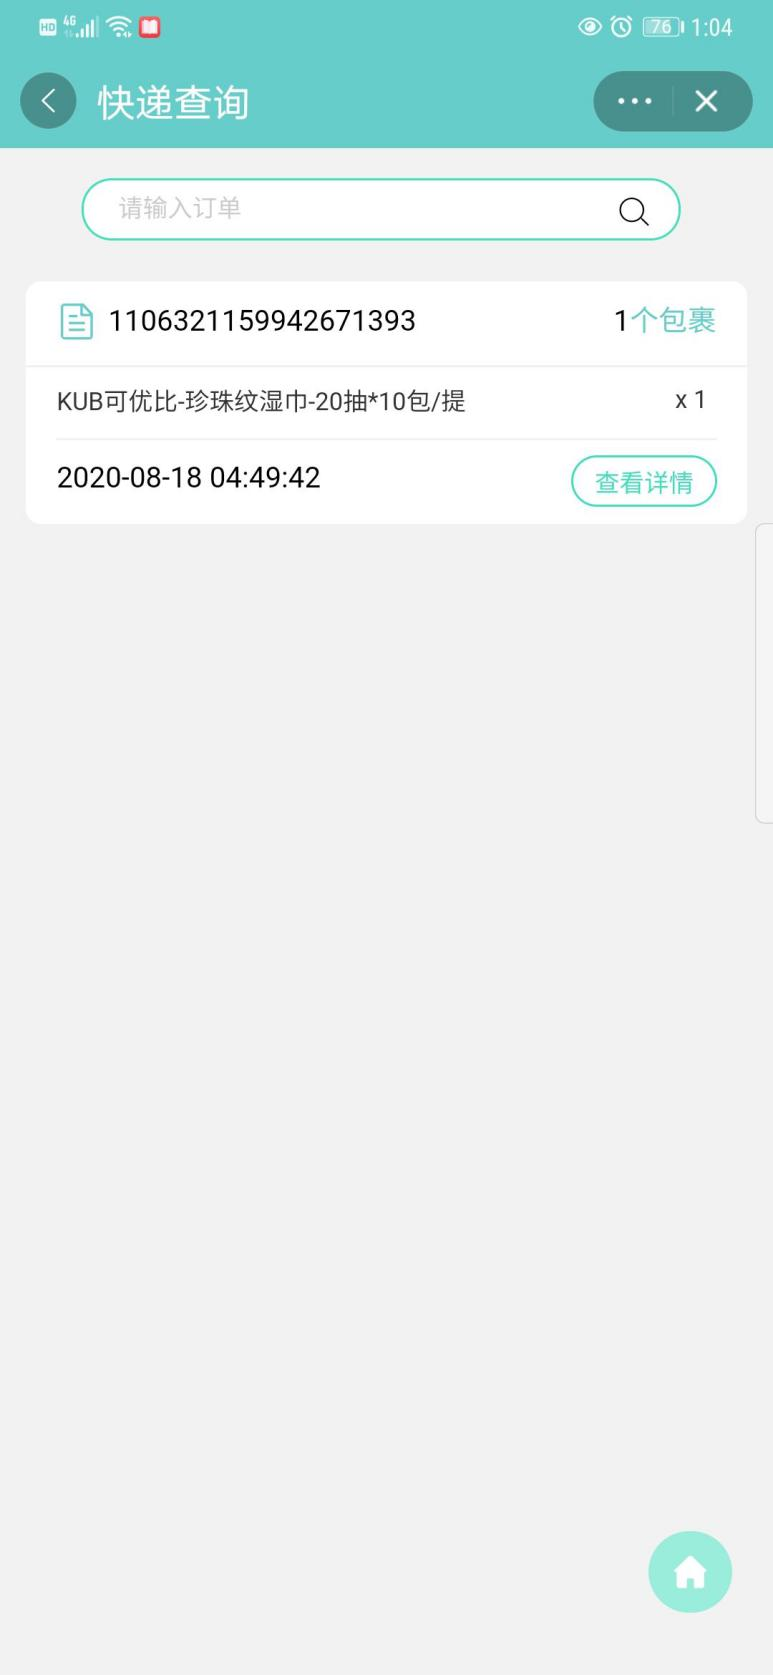 HD 4G 76 1:04
快递查询
请输入订单
1106321159942671393 1个包裹
KUB可优比-珍珠纹湿巾-20抽*10包/提 x 1
2020-08-18 04:49:42 查看详情